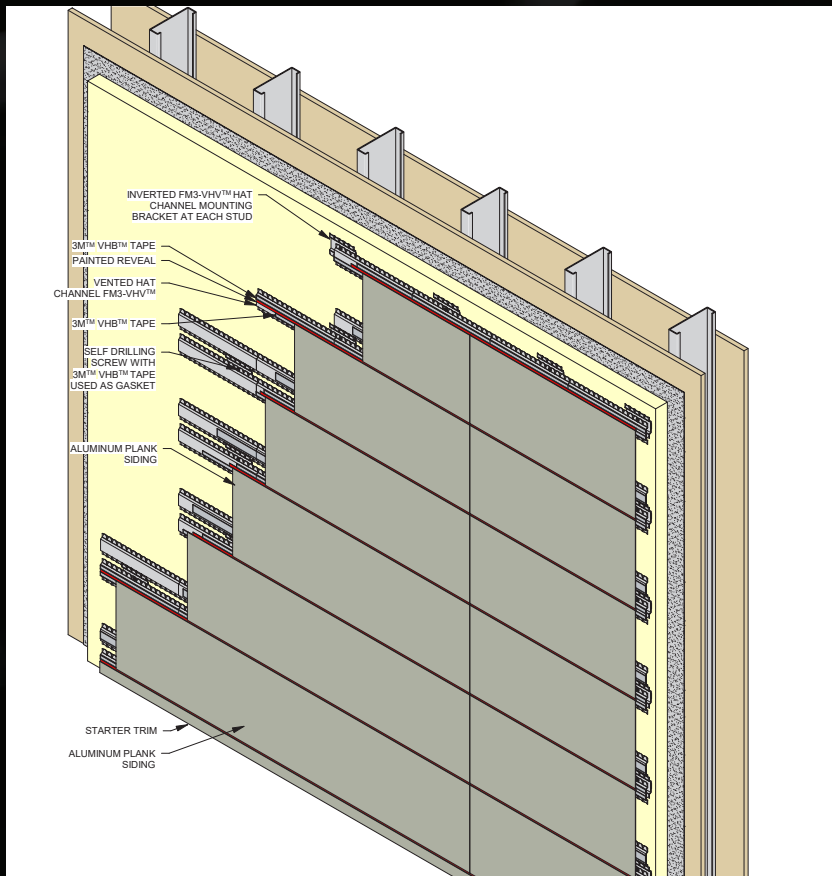 INVERTED FM3-VHV™ HAT
CHANNEL MOUNTING
BRACKET AT EACH STUD
3M™ VHB™ TAPE
PAINTED REVEAL
VENTED HAT
CHANNEL FM3-VHV™
3M™ VHB™ TAPE
SELF DRILLING
SCREW WITH
3M™ VHB™ TAPE
USED AS GASKET
ALUMINUM PLANK
SIDING
STARTER TRIM
ALUMINUM PLANK
SIDING